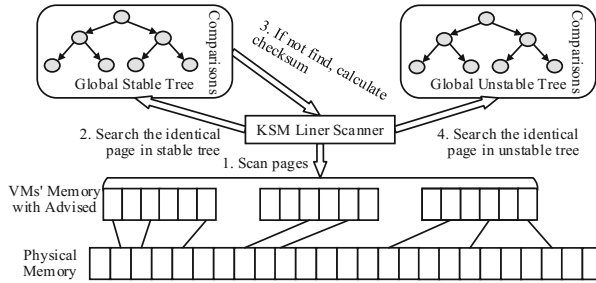 Comparisons
Global Stable Tree
3. If not find, calculate
checksum
Comparisons
Global Unstable Tree
KSM Liner Scanner
2. Search the identical
page in stable tree
4. Search the identical
page in unstable tree
1. Scan pages
VMs' Memory
with Advised
Physical
Memory